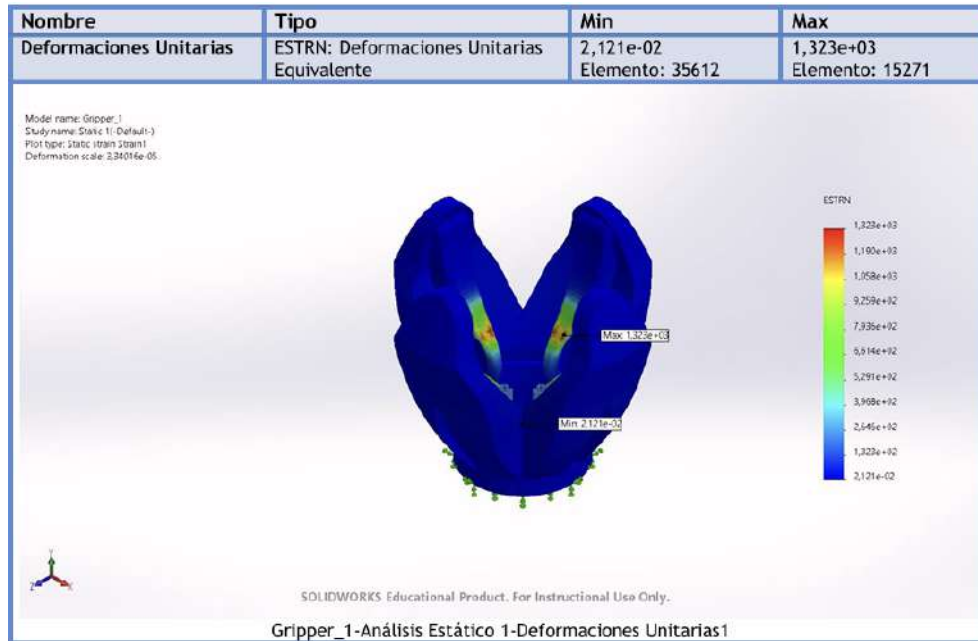 Nombre Tipo Min Max
Deformaciones Unitarias ESTRN: Deformaciones Unitarias 2,121e-02 1,323e+03
Equivalente Elemento: 35612 Elemento: 15271
Model name: Gripper_1
Study name: Static 1(-Default-)
Plot type: Static strain Strain1
Deformation scale: 2,34016e-05
ESTRN
1,323e+03
1,190e+03
1,058e+03
9,259e+02
7,936e+02
6,614e+02
5,291e+02
3,968e+02
2,646e+02
1,323e+02
2,121e-02
Max: 1,323e+03
Min: 2,121e-02
Y
Z X
SOLIDWORKS Educational Product. For Instructional Use Only.
Gripper_1-Análisis Estático 1-Deformaciones Unitarias1